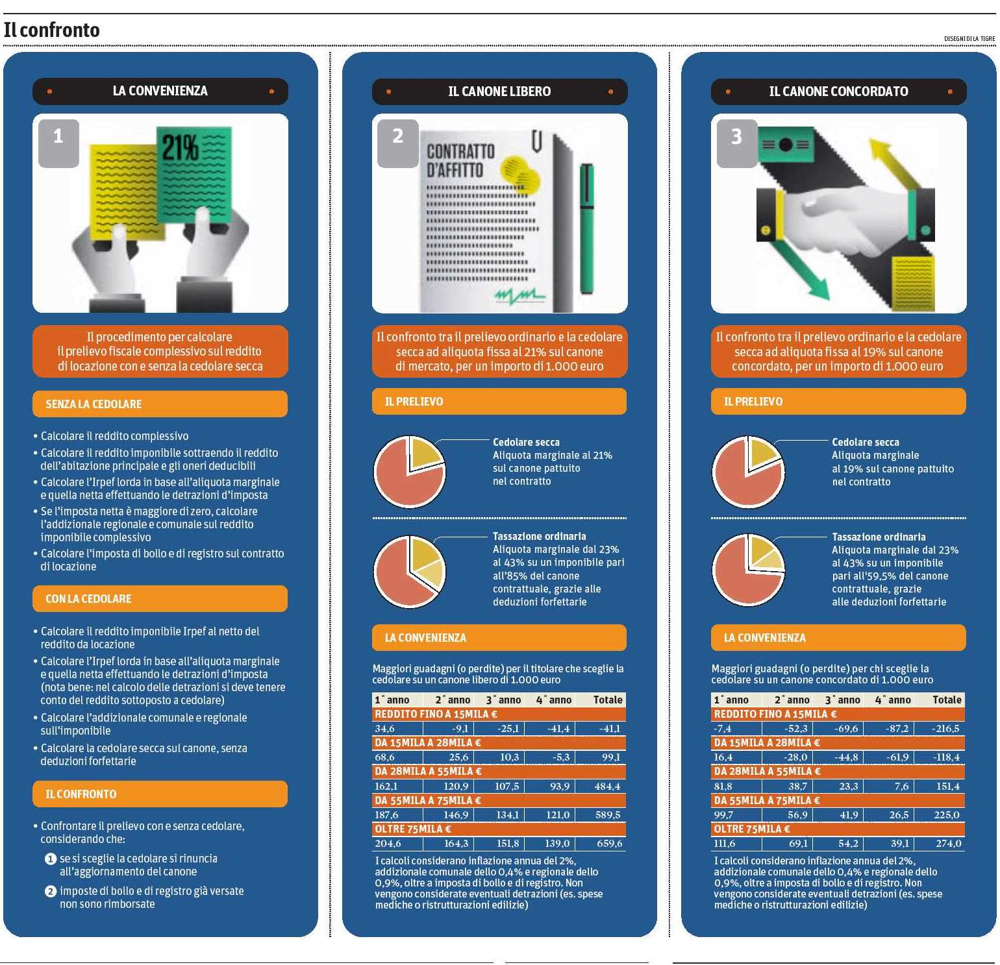 Il confronto
DISEGNI DI LA TIGRE
LA CONVENIENZA
1
21%
Il procedimento per calcolare
il prelievo fiscale complessivo sul reddito
di locazione con e senza la cedolare secca
SENZA LA CEDOLARE
• Calcolare il reddito complessivo
• Calcolare il reddito imponibile sottraendo il reddito
dell'abitazione principale e gli oneri deducibili
• Calcolare l'Irpef lorda in base all'aliquota marginale
e quella netta effettuando le detrazioni d'imposta
• Se l'imposta netta è maggiore di zero, calcolare
l'addizionale regionale e comunale sul reddito
imponibile complessivo
• Calcolare l'imposta di bollo e di registro sul contratto
di locazione
CON LA CEDOLARE
• Calcolare il reddito imponibile Irpef al netto del
reddito da locazione
• Calcolare l'Irpef lorda in base all'aliquota marginale
e quella netta effettuando le detrazioni d'imposta
(nota bene: nel calcolo delle detrazioni si deve tenere
conto del reddito sottoposto a cedolare)
• Calcolare l'addizionale comunale e regionale
sull'imponibile
• Calcolare la cedolare secca sul canone, senza
deduzioni forfettarie
IL CONFRONTO
• Confrontare il prelievo con e senza cedolare,
considerando che:
1 se si sceglie la cedolare si rinuncia
all'aggiornamento del canone
2 imposte di bollo e di registro già versate
non sono rimborsate
IL CANONE LIBERO
2
CONTRATTO
D'AFFITTO
Il confronto tra il prelievo ordinario e la cedolare
secca ad aliquota fissa al 21% sul canone
di mercato, per un importo di 1.000 euro
IL PRELIEVO
Cedolare secca
Aliquota marginale al 21%
sul canone pattuito
nel contratto
Tassazione ordinaria
Aliquota marginale dal 23%
al 43% su un imponibile pari
all'85% del canone
contrattuale, grazie alle
deduzioni forfettarie
LA CONVENIENZA
Maggiori guadagni (o perdite) per il titolare che sceglie la
cedolare su un canone libero di 1.000 euro
1° anno 2° anno 3° anno 4° anno Totale
REDDITO FINO A 15MILA €
34,6 -9,1 -25,1 -41,4 -41,1
DA 15MILA A 28MILA €
68,6 25,6 10,3 -5,3 99,1
DA 28MILA A 55MILA €
162,1 120,9 107,5 93,9 484,4
DA 55MILA A 75MILA €
187,6 146,9 134,1 121,0 589,5
OLTRE 75MILA €
204,6 164,3 151,8 139,0 659,6
I calcoli considerano inflazione annua del 2%,
addizionale comunale dello 0,4% e regionale dello
0,9%, oltre a imposta di bollo e di registro. Non
vengono considerate eventuali detrazioni (es. spese
mediche o ristrutturazioni edilizie)
IL CANONE CONCORDATO
3
Il confronto tra il prelievo ordinario e la cedolare
secca ad aliquota fissa al 19% sul canone
concordato, per un importo di 1.000 euro
IL PRELIEVO
Cedolare secca
Aliquota marginale
al 19% sul canone pattuito
nel contratto
Tassazione ordinaria
Aliquota marginale dal 23%
al 43% su un imponibile
pari all'59,5% del canone
contrattuale, grazie
alle deduzioni forfettarie
LA CONVENIENZA
Maggiori guadagni (o perdite) per chi sceglie la
cedolare su un canone concordato di 1.000 euro
1° anno 2° anno 3° anno 4° anno Totale
REDDITO FINO A 15MILA €
-7,4 -52,3 -69,6 -87,2 -216,5
DA 15MILA A 28MILA €
16,4 -28,0 -44,8 -61,9 -118,4
DA 28MILA A 55MILA €
81,8 38,7 23,3 7,6 151,4
DA 55MILA A 75MILA €
99,7 56,9 41,9 26,5 225,0
OLTRE 75MILA €
111,6 69,1 54,2 39,1 274,0
I calcoli considerano inflazione annua del 2%,
addizionale comunale dello 0,4% e regionale dello
0,9%, oltre a imposta di bollo e di registro. Non
vengono considerate eventuali detrazioni (es. spese
mediche o ristrutturazioni edilizie)